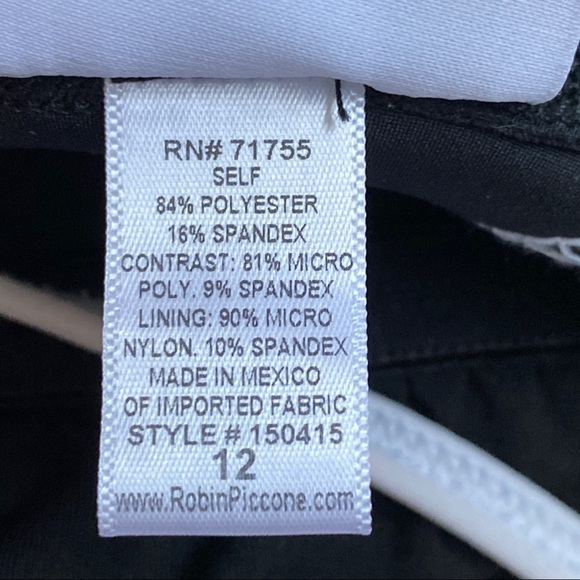 RN# 71755
SELF
84% POLYESTER
16% SPANDEX
CONTRAST: 81% MICRO
POLY. 9% SPANDEX
LINING: 90% MICRO
NYLON. 10% SPANDEX
MADE IN MEXICO
OF IMPORTED FABRIC
STYLE # 150415
12
www.RobinPiccone.com